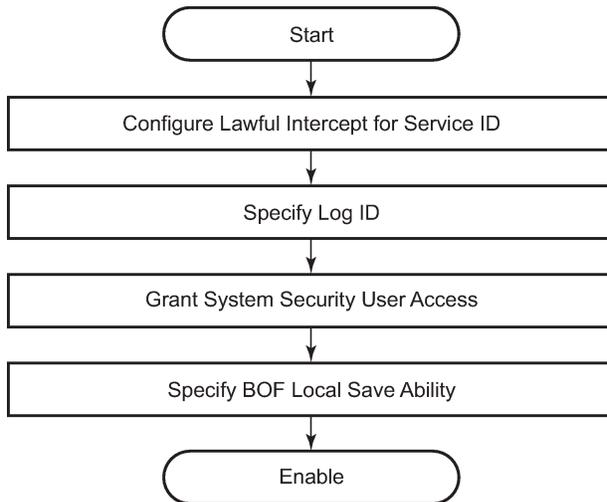 Start
Configure Lawful Intercept for Service ID
Specify Log ID
Grant System Security User Access
Specify BOF Local Save Ability
Enable